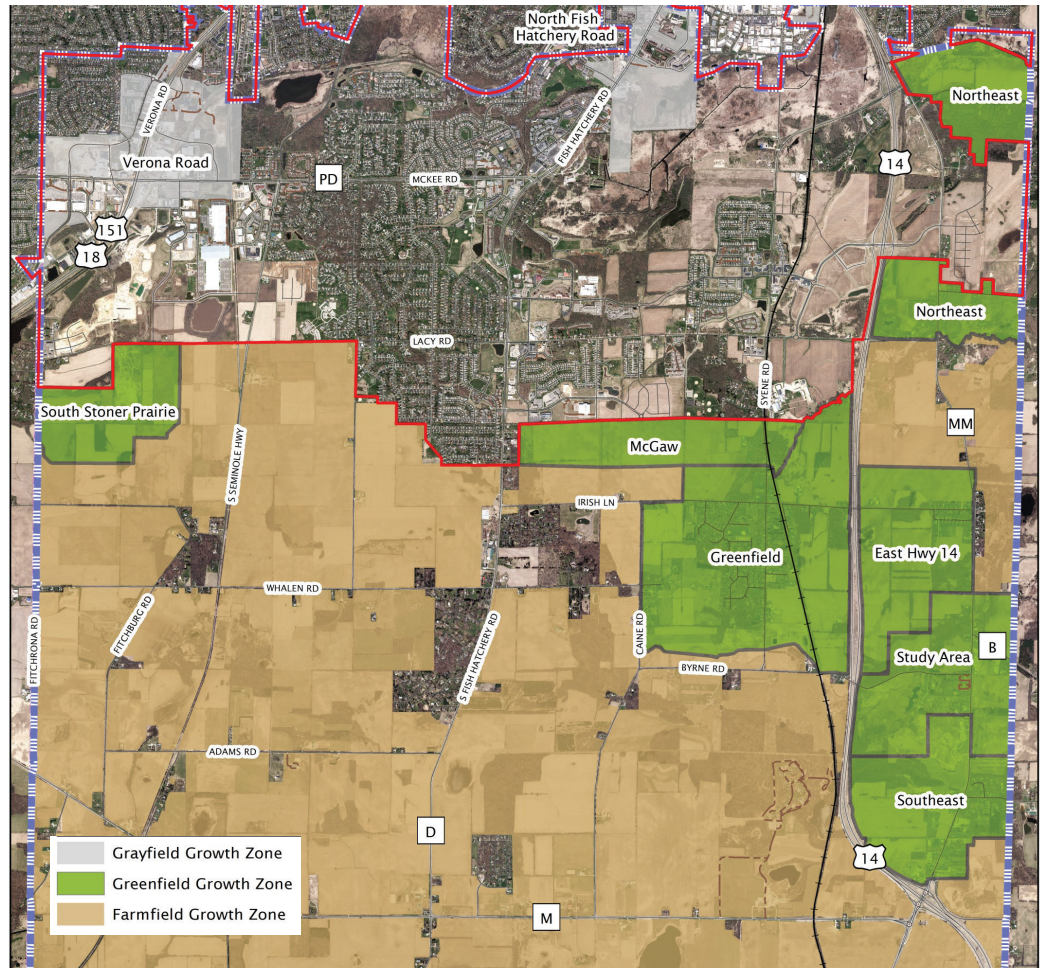 North Fish
Hatchery Road
Northeast
VERONA RD
FISH HATCHERY RD
Verona Road
14
PD
MCKEE RD
151
18
Northeast
LACY RD
SYENE RD
South Stoner Prairie
MM
McGaw
S SEMINOLE HWY
IRISH LN
Greenfield
East Hwy 14
WHALEN RD
FITCHRONA RD
FITCHBURG RD
S FISH HATCHERY RD
CAINE RD
Study Area
B
BYRNE RD
ADAMS RD
Southeast
D
14
Grayfield Growth Zone
Greenfield Growth Zone
Farmfield Growth Zone
M